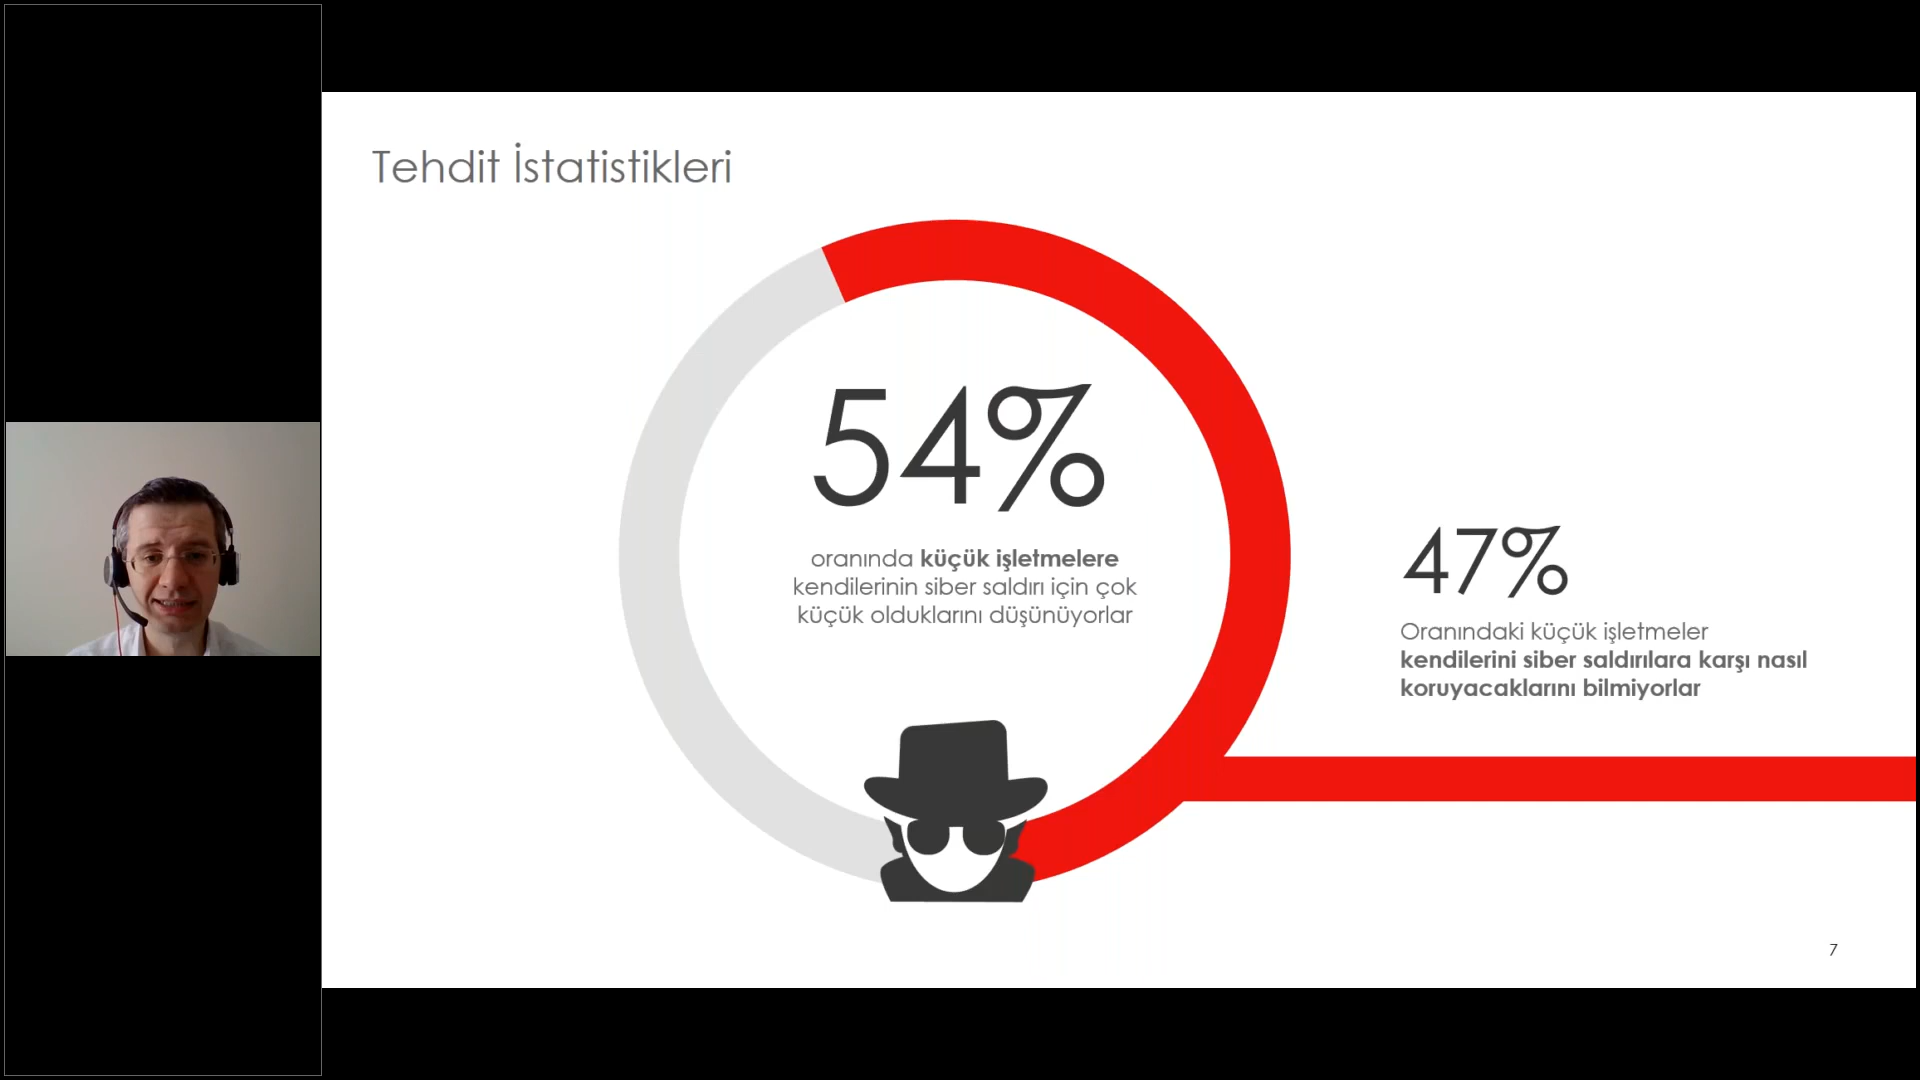 Tehdit İstatistikleri
54%
oranında küçük işletmelere
kendilerinin siber saldırı için çok
küçük olduklarını düşünüyorlar
47%
Oranındaki küçük işletmeler
kendilerini siber saldırılara karşı nasıl
koruyacaklarını bilmiyorlar
7